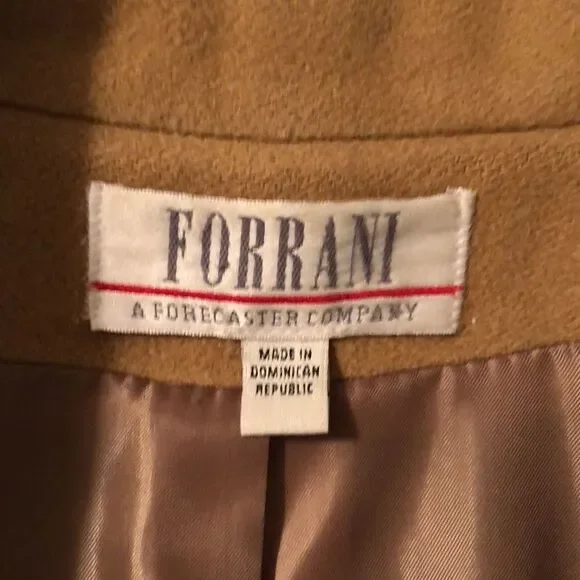 FORRANI
A FORECASTER COMPANY
MADE IN
DOMINICAN
REPUBLIC